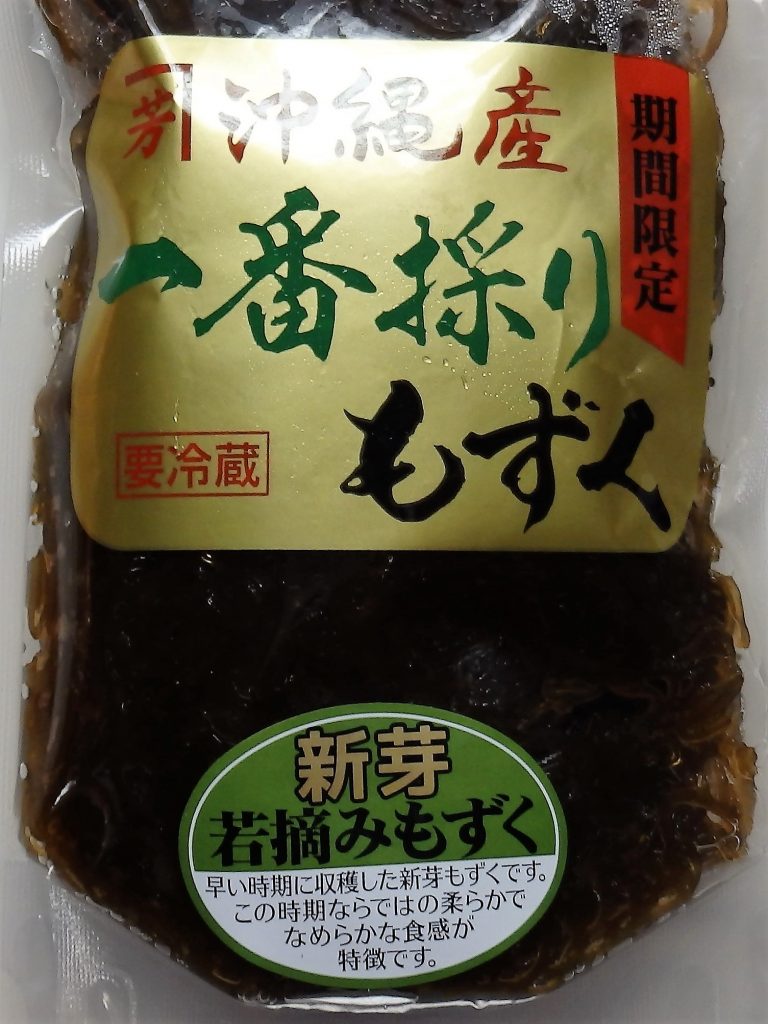 芳 沖縄産
期間限定
一番採り
もずく
要冷蔵
新芽
若摘みもずく
早い時期に収穫した新芽もずくです。
この時期ならではの柔らかで
なめらかな食感が
特徴です。